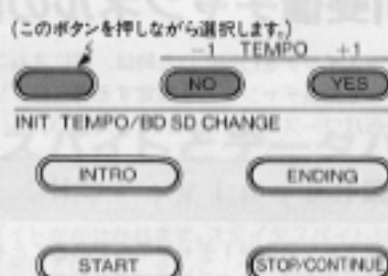 (このボタンを押しながら選択します。)
−1 TEMPO +1
NO YES
INIT TEMPO/BD SD CHANGE
INTRO ENDING
START STOP/CONTINUE